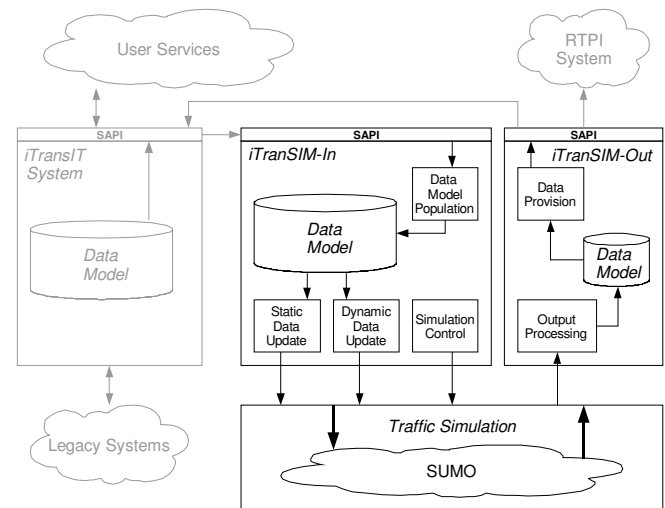 User Services
RTPI
System
SAPI
iTransIT
System
Data
Model
Legacy Systems
SAPI
iTranSIM-In
Data
Model
Population
Data
Model
Static
Data
Update
Dynamic
Data
Update
Simulation
Control
SAPI
iTranSIM-Out
Data
Provision
Data
Model
Output
Processing
Traffic Simulation
SUMO